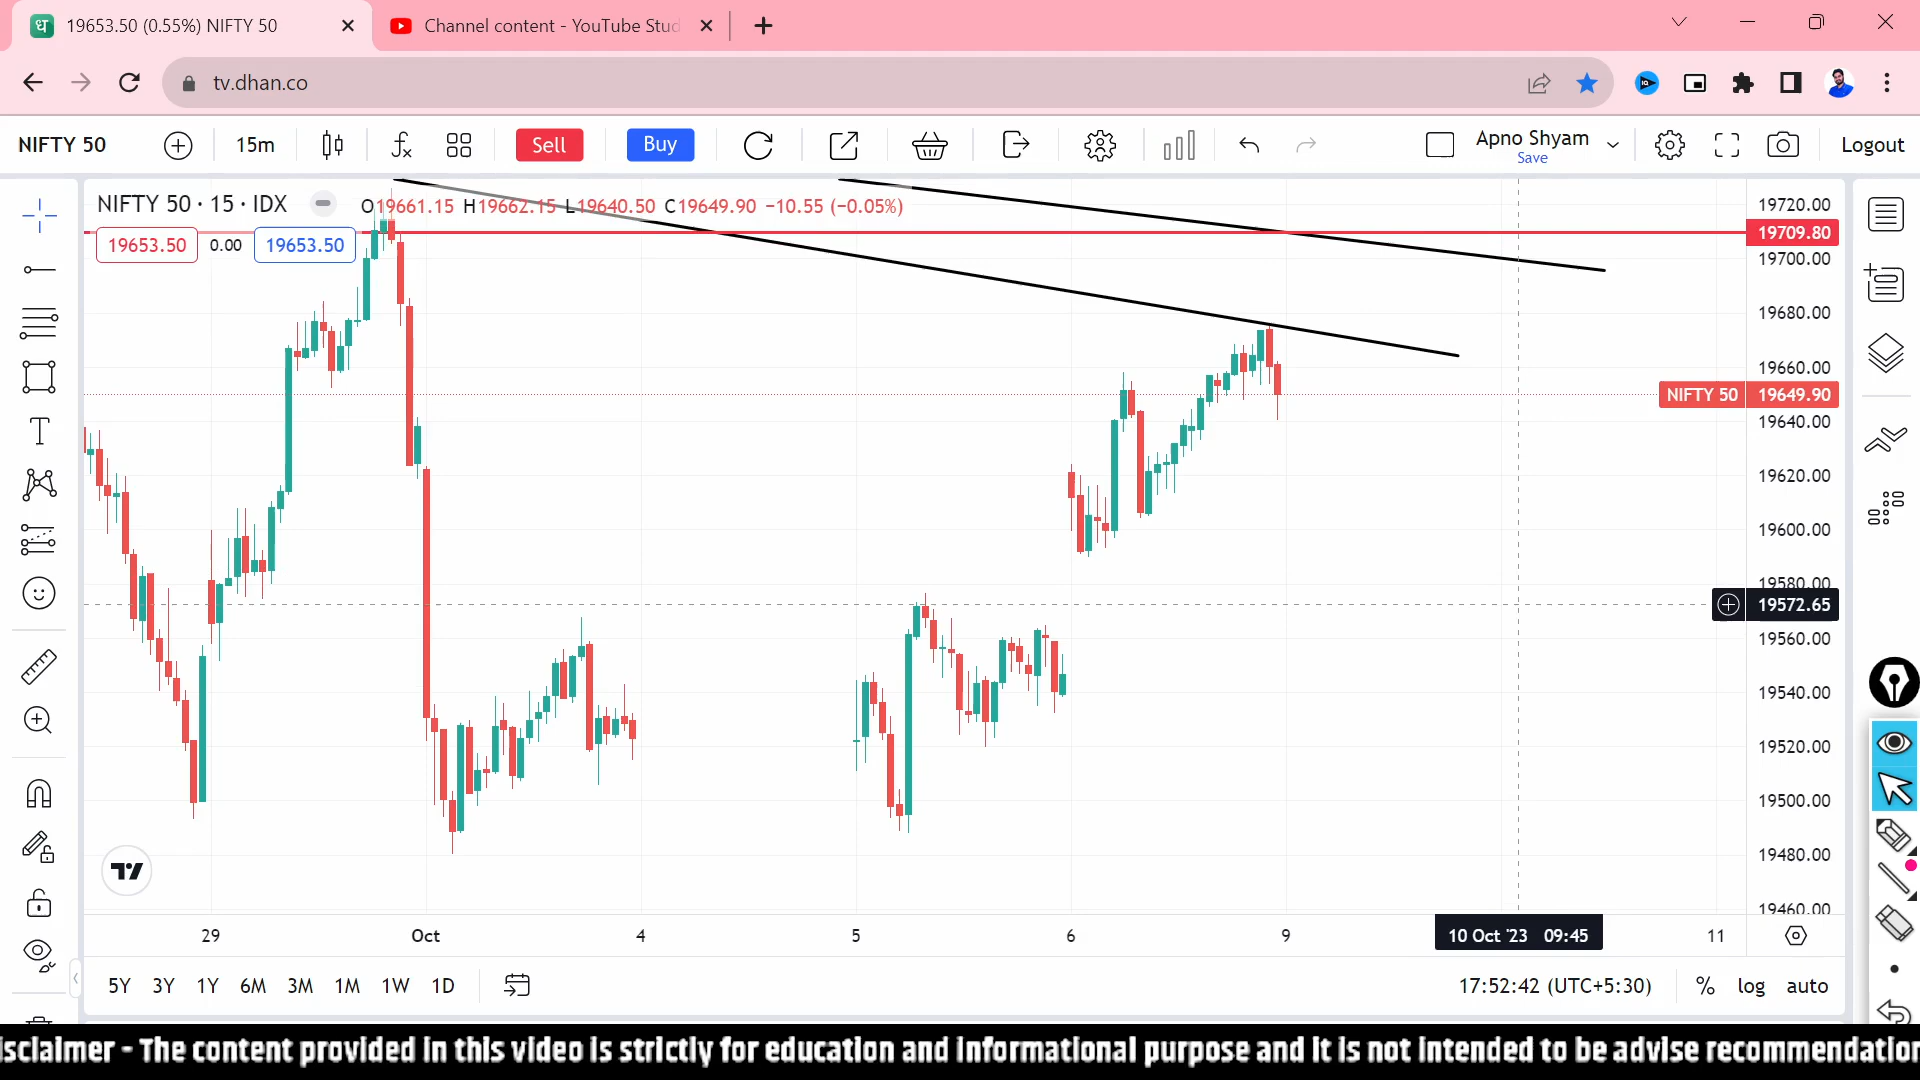 19653.50 (0.55%) NIFTY 50
Channel content - YouTube Stud
tv.dhan.co
NIFTY 50
15m
Sell
Buy
Apno Shyam
Save
Logout
NIFTY 50 · 15 · IDX
O19661.15 H19662.15 L19640.50 C19649.90 −10.55 (−0.05%)
19653.50
0.00
19653.50
19720.00
19709.80
19700.00
19680.00
19660.00
NIFTY 50
19649.90
19640.00
19620.00
19600.00
19580.00
19572.65
19560.00
19540.00
19520.00
19500.00
19480.00
19460.00
29
Oct
4
5
6
9
10 Oct '23 09:45
11
5Y
3Y
1Y
6M
3M
1M
1W
1D
17:52:42 (UTC+5:30)
%
log
auto
isclaimer - The content provided in this video is strictly for education and informational purpose and it is not intended to be advise recommendation